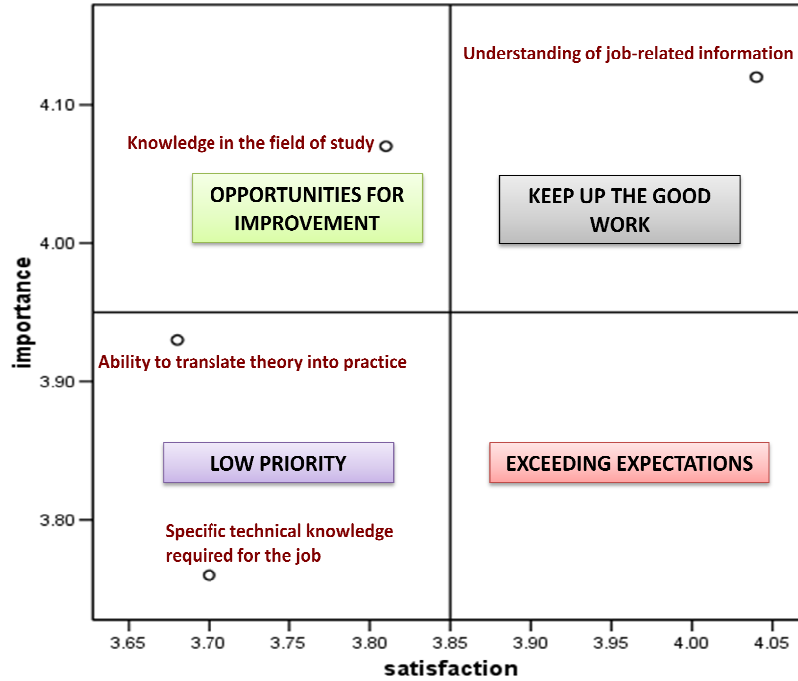 Understanding of job-related information
4.10
Knowledge in the field of study
OPPORTUNITIES FOR
IMPROVEMENT
KEEP UP THE GOOD
WORK
4.00
importance
Ability to translate theory into practice
3.90
LOW PRIORITY
EXCEEDING EXPECTATIONS
3.80
Specific technical knowledge
required for the job
3.65 3.70 3.75 3.80 3.85 3.90 3.95 4.00 4.05
satisfaction